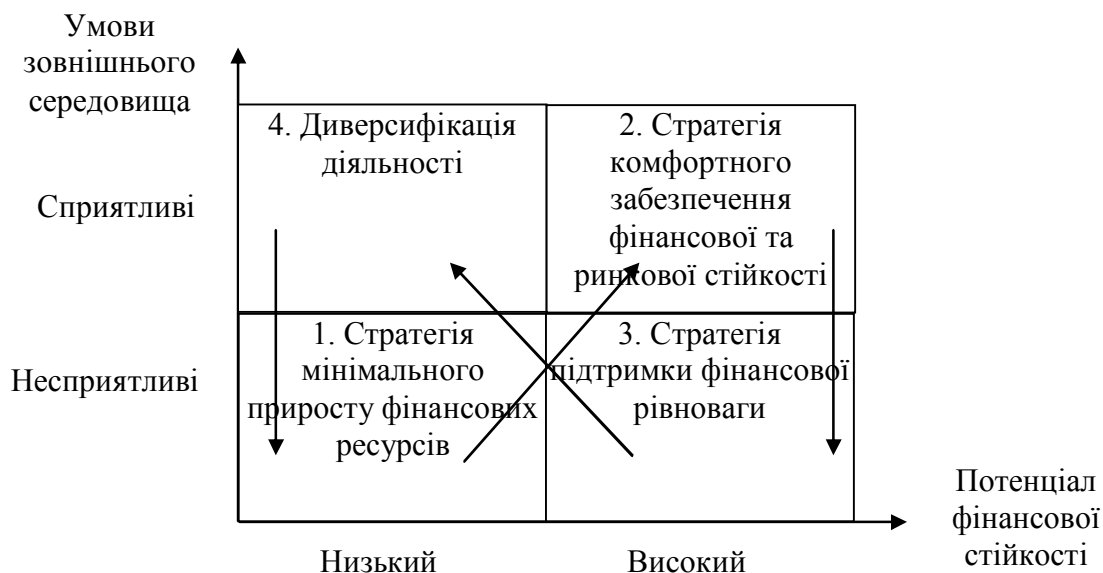 Умови
зовнішнього
середовища
4. Диверсифікація
діяльності
2. Стратегія
комфортного
забезпечення
фінансової та
ринкової стійкості
Сприятливі
1. Стратегія
мінімального
приросту фінансових
ресурсів
3. Стратегія
підтримки фінансової
рівноваги
Несприятливі
Потенціал
фінансової
стійкості
Низький
Високий